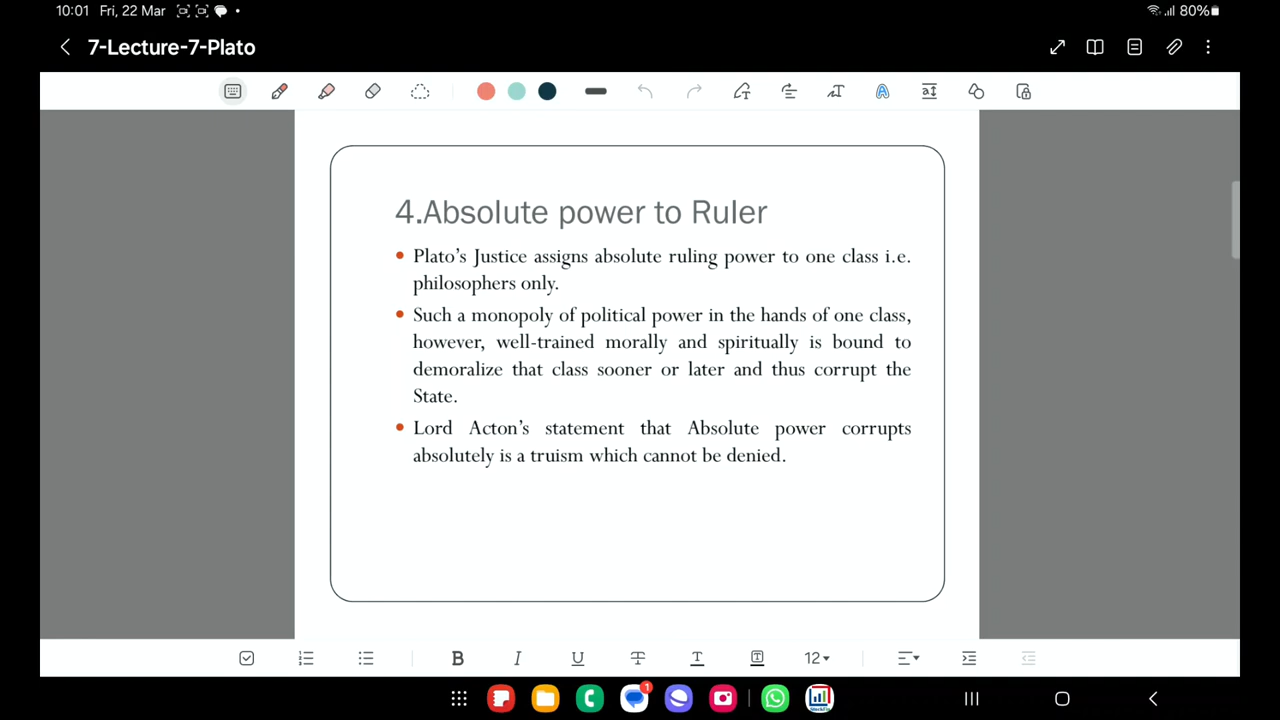 10:01 Fri, 22 Mar
80%
7-Lecture-7-Plato
4.Absolute power to Ruler
• Plato's Justice assigns absolute ruling power to one class i.e.
philosophers only.
• Such a monopoly of political power in the hands of one class,
however, well-trained morally and spiritually is bound to
demoralize that class sooner or later and thus corrupt the
State.
• Lord Acton's statement that Absolute power corrupts
absolutely is a truism which cannot be denied.
B I U T T T 12
1